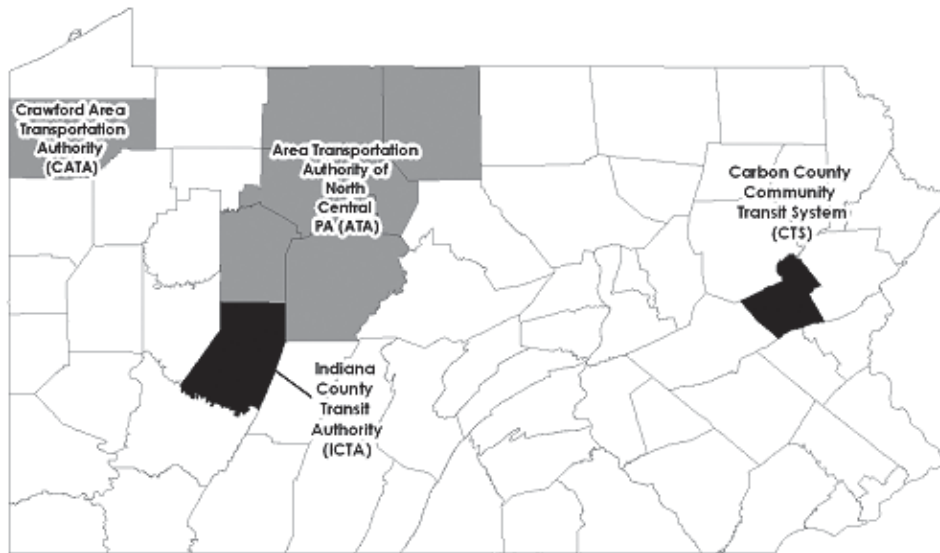 Crawford Area
Transportation
Authority
(CATA)
Area Transportation
Authority of
North
Central
PA (ATA)
Carbon County
Community
Transit System
(CTS)
Indiana
County
Transit
Authority
(ICTA)